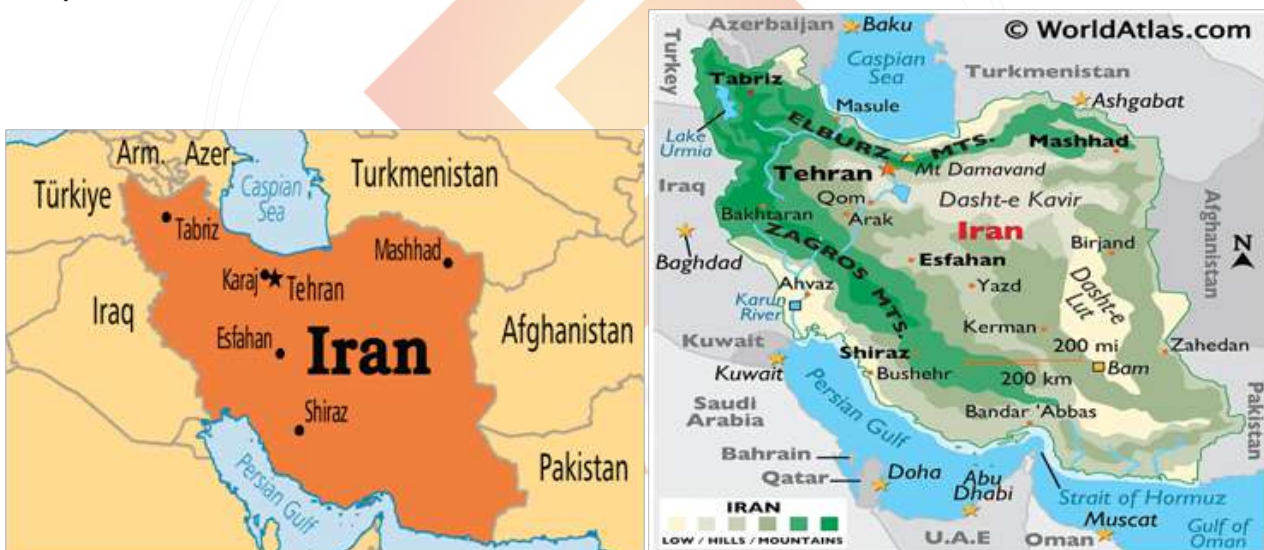 Arm. Azer.
Türkiye
Caspian
Sea
Turkmenistan
Tabriz
Mashhad
Karaj
Tehran
Iraq
Esfahan
Iran
Afghanistan
Shiraz
Persian Gulf
Pakistan
© WorldAtlas.com
Azerbaijan
Baku
Turkey
Caspian
Sea
Turkmenistan
Tabriz
Ashgabat
Masule
Lake
Urmia
ELBURZ MTS.
Mashhad
Tehran
Mt Damavand
Iraq
Qom
Dasht-e Kavir
Bakhtaran
Arak
Iran
Afghanistan
N
Baghdad
ZAGROS MTS.
Esfahan
Birjand
Yazd
Dasht-e
Lut
Ahvaz
Karun
River
Kerman
Kuwait
Shiraz
200 mi
Zahedan
Kuwait
Bushehr
200 km
Bam
Saudi
Arabia
Persian Gulf
Bandar 'Abbas
Pakistan
Bahrain
Qatar
Doha
Abu
Dhabi
Strait of Hormuz
Muscat
IRAN
LOW / HILLS / MOUNTAINS
U.A.E
Oman
Gulf of
Oman